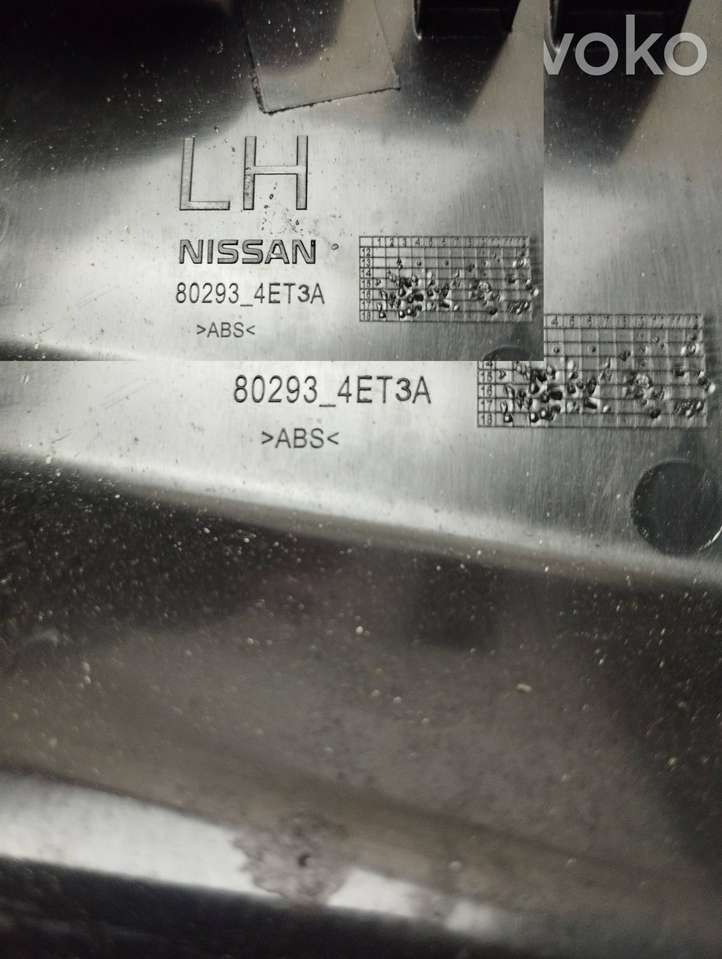 voko
LH
NISSAN
80293_4ET3A
>ABS<
80293_4ET3A
>ABS<